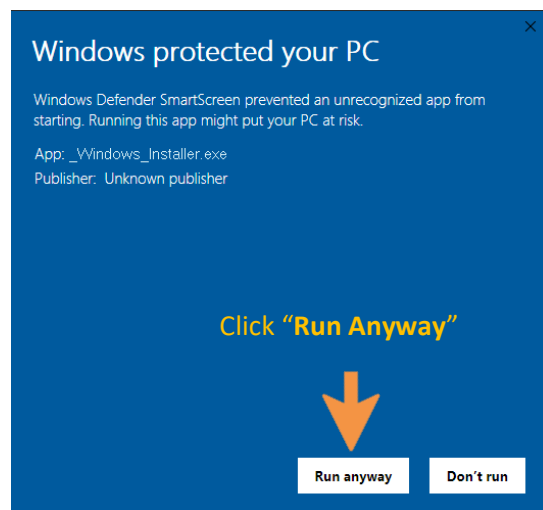 Windows protected your PC
Windows Defender SmartScreen prevented an unrecognized app from
starting. Running this app might put your PC at risk.
App: _Windows_Installer.exe
Publisher: Unknown publisher
Click “Run Anyway”
Run anyway
Don't run